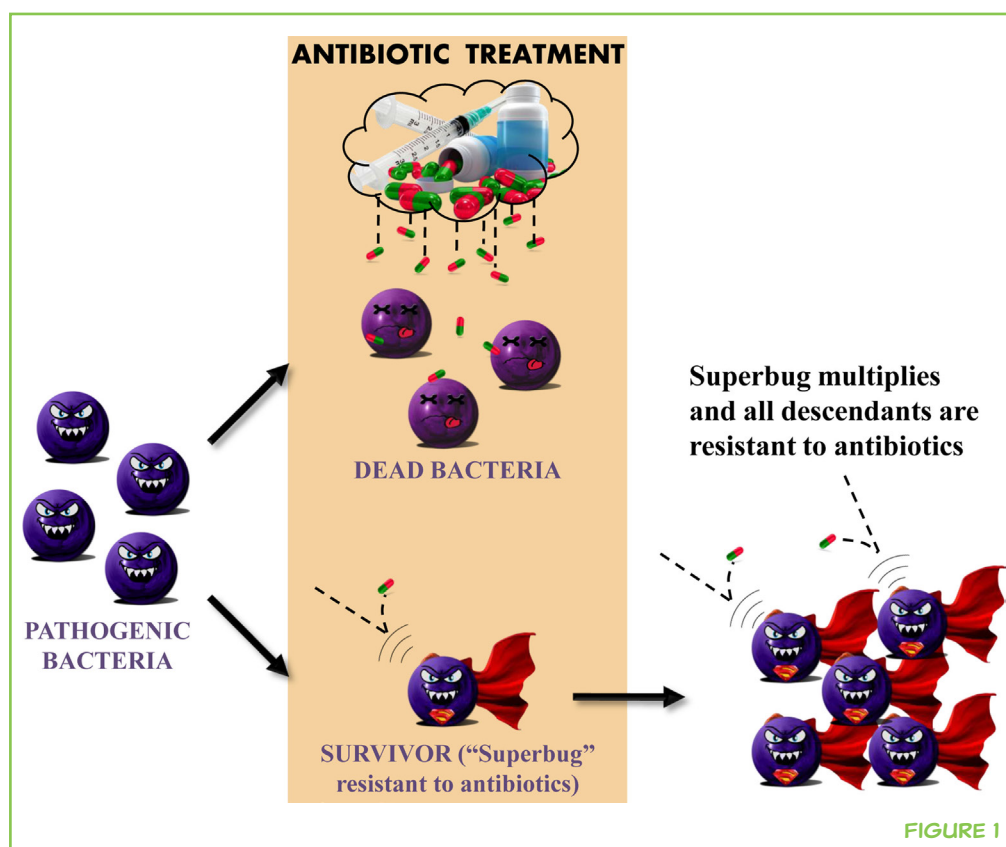 ANTIBIOTIC TREATMENT
DEAD BACTERIA
PATHOGENIC
BACTERIA
SURVIVOR (“Superbug”
resistant to antibiotics)
Superbug multiplies
and all descendants are
resistant to antibiotics
FIGURE 1